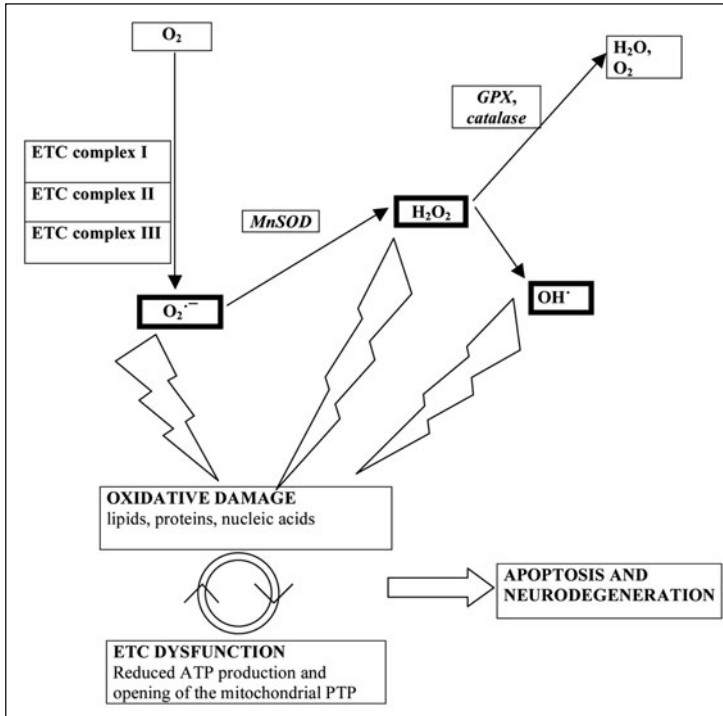 O₂
H₂O,
O₂
GPX,
catalase
ETC complex I
ETC complex II
ETC complex III
MnSOD
H₂O₂
O₂·−
OH·
OXIDATIVE DAMAGE
lipids, proteins, nucleic acids
APOPTOSIS AND
NEURODEGENERATION
ETC DYSFUNCTION
Reduced ATP production and
opening of the mitochondrial PTP